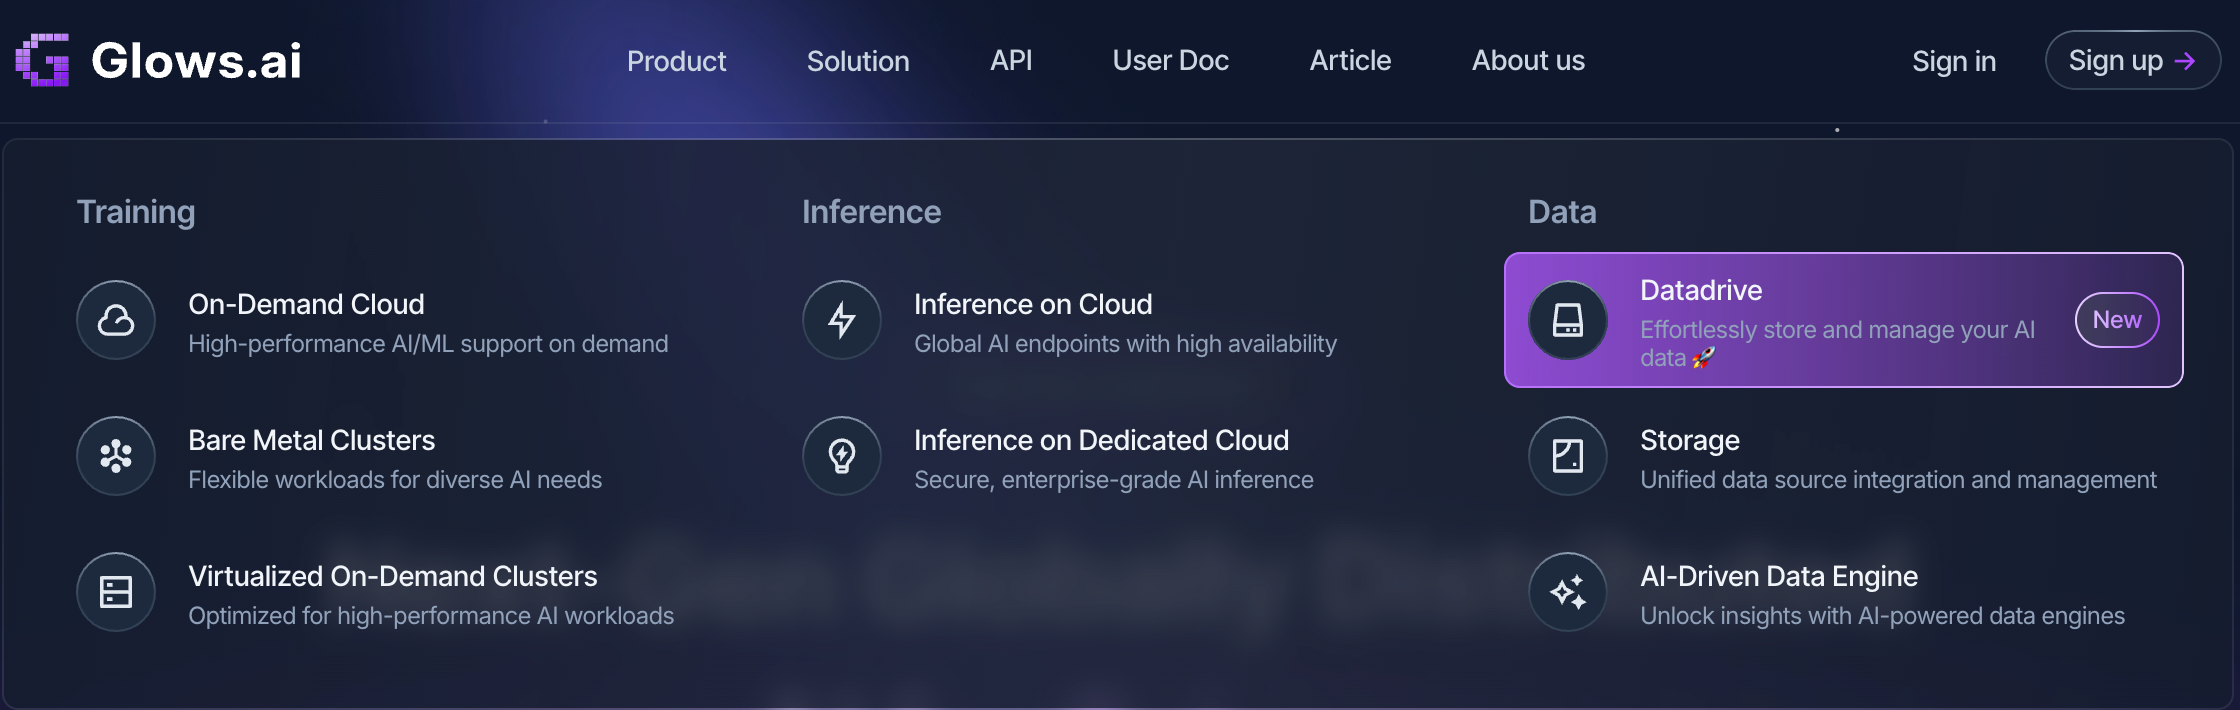 Glows.ai
Product
Solution
API
User Doc
Article
About us
Sign in
Sign up →
Training
On-Demand Cloud
High-performance AI/ML support on demand
Bare Metal Clusters
Flexible workloads for diverse AI needs
Virtualized On-Demand Clusters
Optimized for high-performance AI workloads
Inference
Inference on Cloud
Global AI endpoints with high availability
Inference on Dedicated Cloud
Secure, enterprise-grade AI inference
Data
Datadrive
Effortlessly store and manage your AI
data 🚀
New
Storage
Unified data source integration and management
AI-Driven Data Engine
Unlock insights with AI-powered data engines